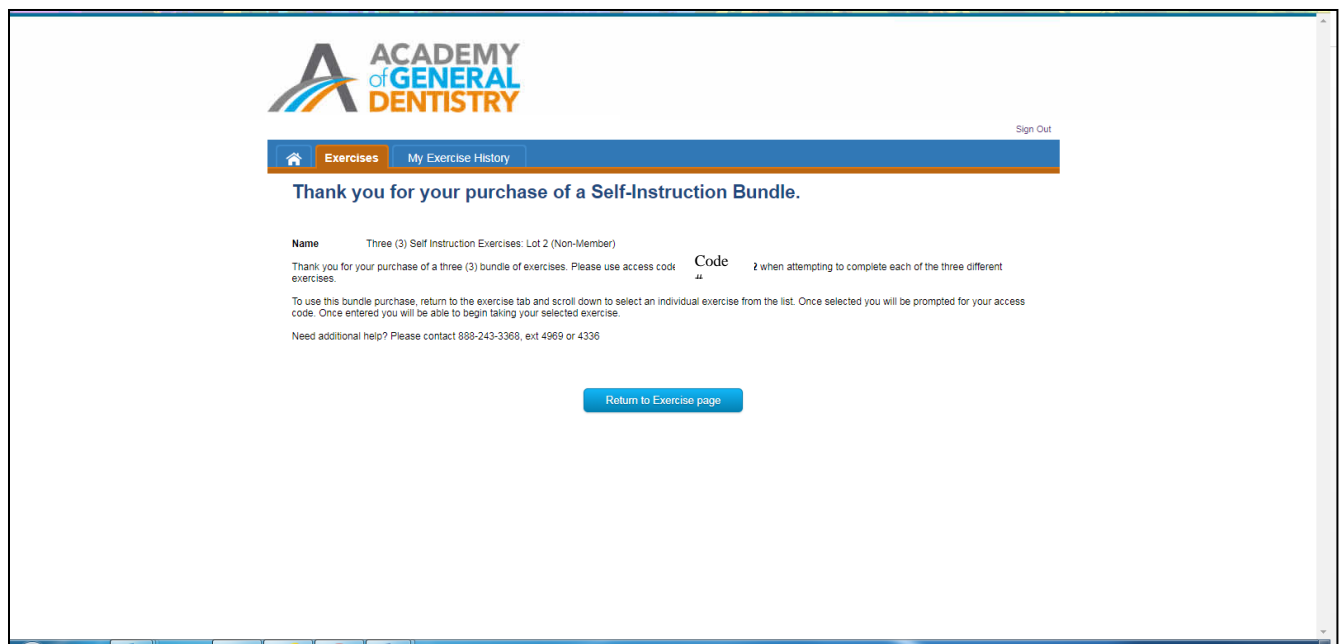 ACADEMY
of GENERAL
DENTISTRY
Sign Out
Exercises My Exercise History
Thank you for your purchase of a Self-Instruction Bundle.
Name Three (3) Self Instruction Exercises: Lot 2 (Non-Member)
Thank you for your purchase of a three (3) bundle of exercises. Please use access code Code 2 when attempting to complete each of the three different
#
exercises.
To use this bundle purchase, return to the exercise tab and scroll down to select an individual exercise from the list. Once selected you will be prompted for your access
code. Once entered you will be able to begin taking your selected exercise.
Need additional help? Please contact 888-243-3368, ext 4969 or 4336
Return to Exercise page